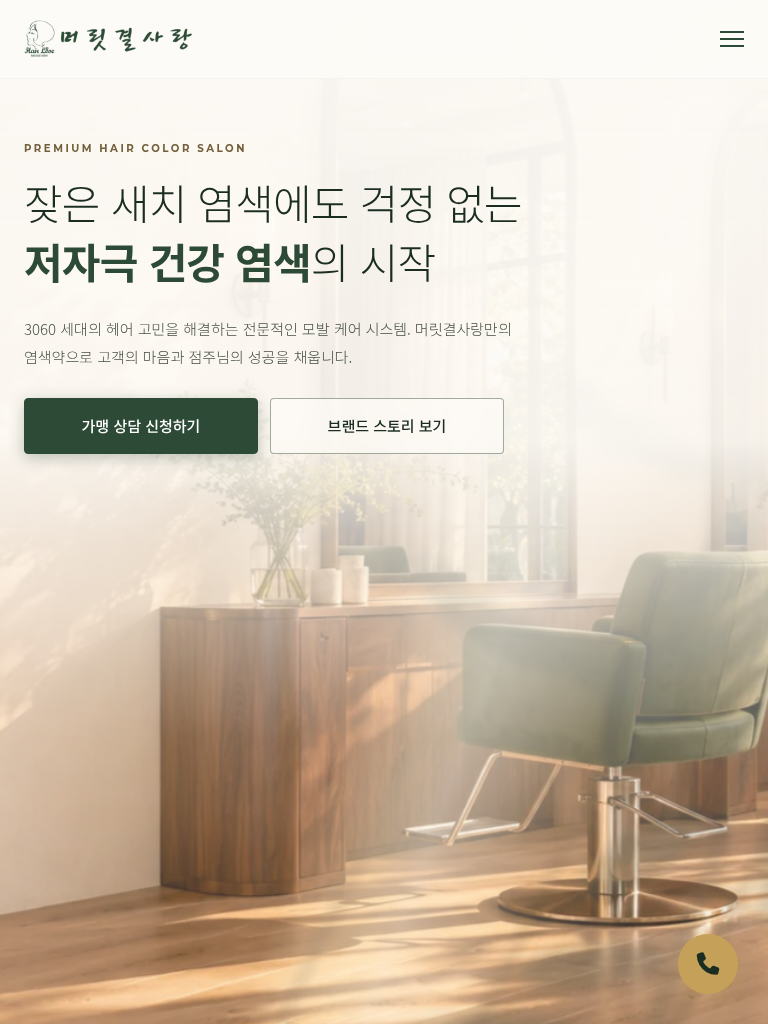 Hair LOve
머릿결사랑
PREMIUM HAIR COLOR SALON
잦은 새치 염색에도 걱정 없는
저자극 건강 염색의 시작
3060 세대의 헤어 고민을 해결하는 전문적인 모발 케어 시스템. 머릿결사랑만의
염색약으로 고객의 마음과 점주님의 성공을 채웁니다.
가맹 상담 신청하기
브랜드 스토리 보기